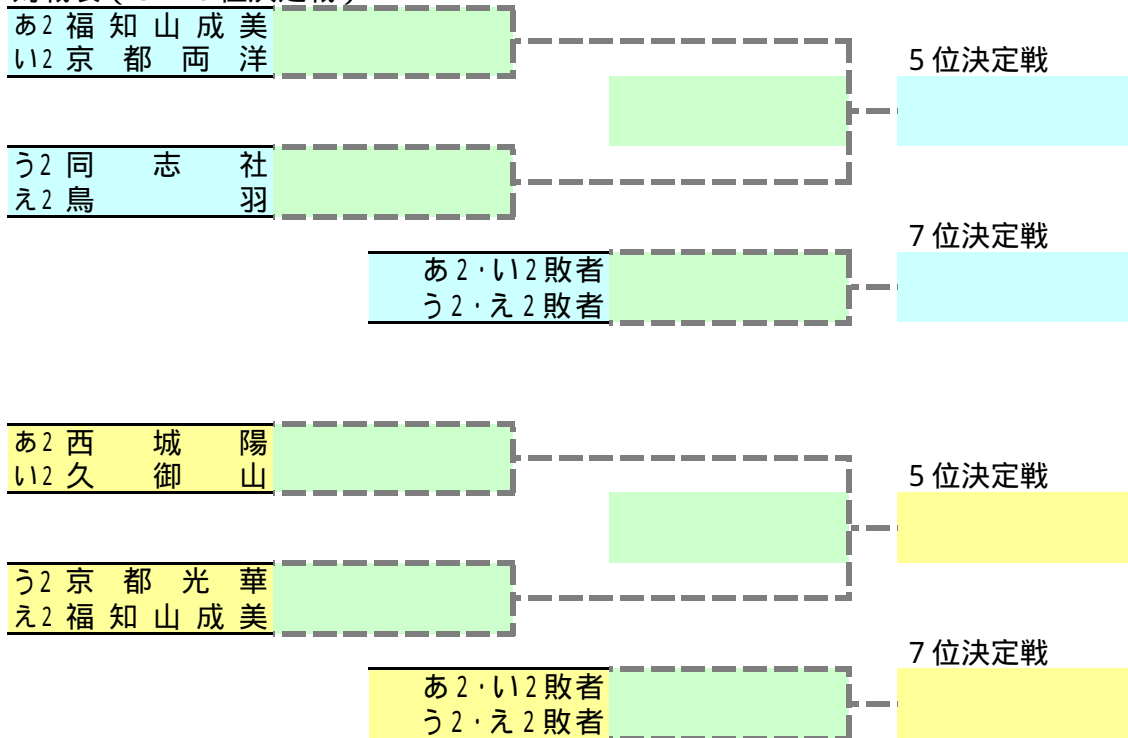 あ2 福知山成美
い2 京都両洋
5位決定戦
う2 同志社
え2 鳥羽
7位決定戦
あ2・い2敗者
う2・え2敗者
あ2 西城陽
い2 久御山
5位決定戦
う2 京都光華
え2 福知山成美
7位決定戦
あ2・い2敗者
う2・え2敗者